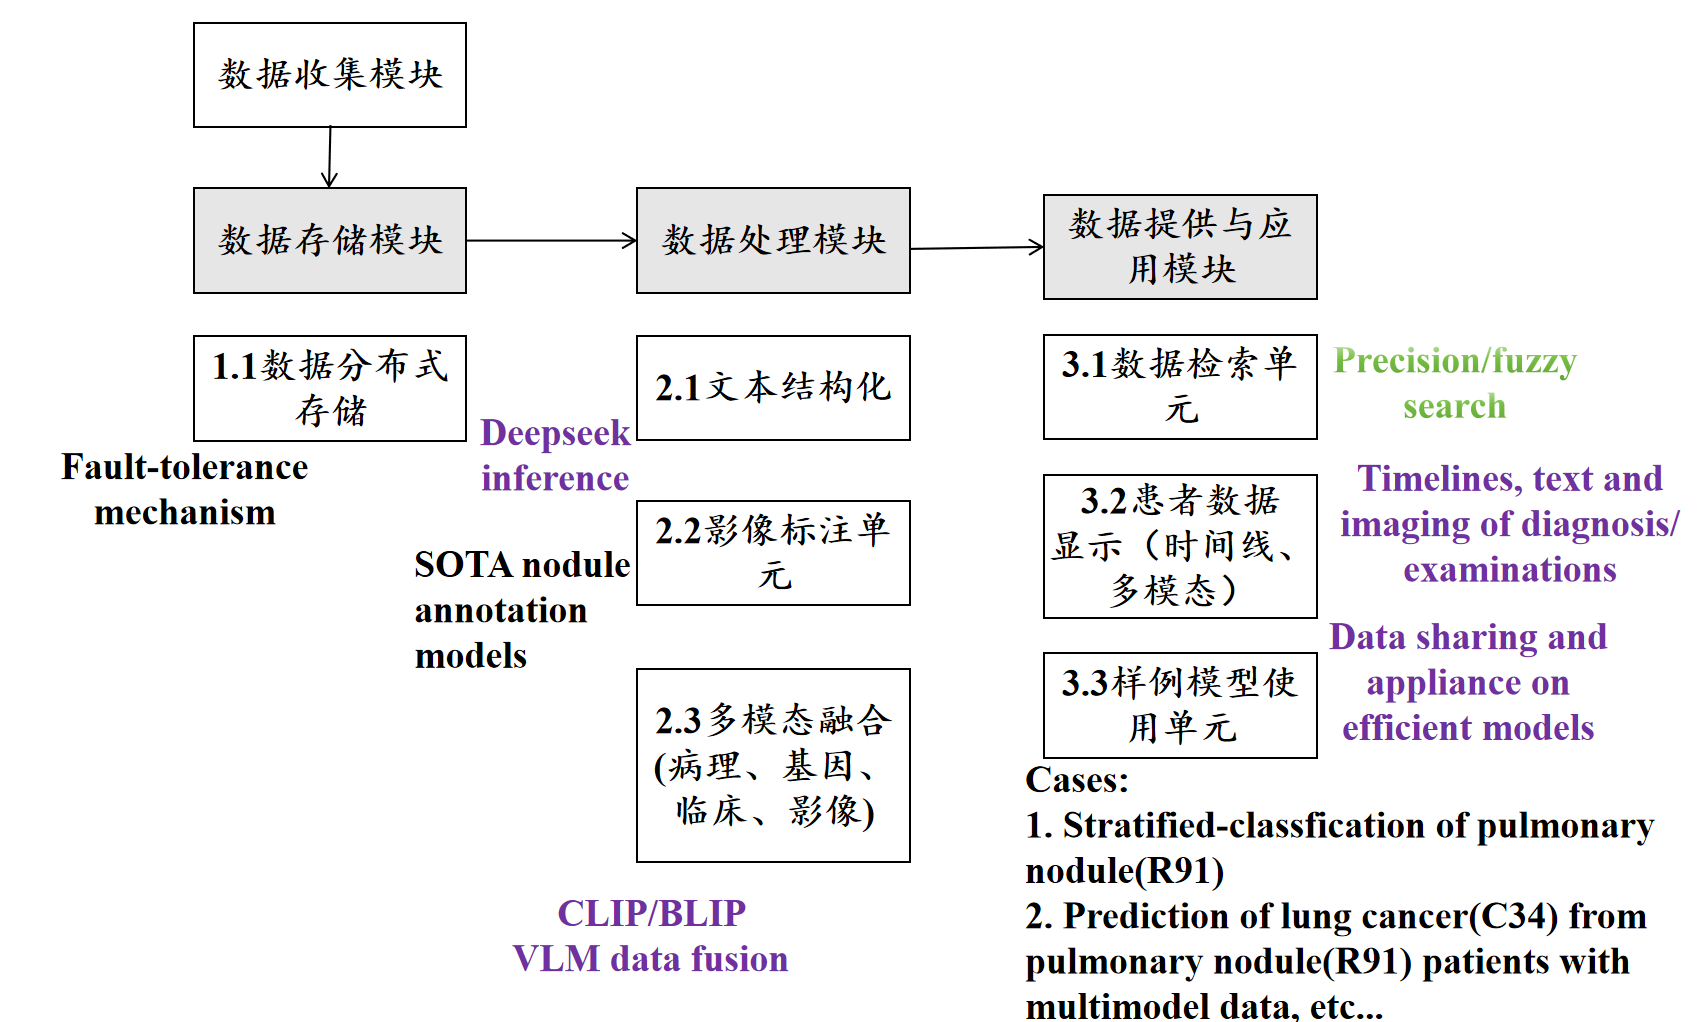 数据收集模块
数据存储模块
数据处理模块
数据提供与应
用模块
1.1数据分布式
存储
Fault-tolerance
mechanism
2.1文本结构化
Deepseek
inference
2.2影像标注单
元
SOTA nodule
annotation
models
2.3多模态融合
(病理、基因、
临床、影像)
CLIP/BLIP
VLM data fusion
3.1数据检索单
元
Precision/fuzzy
search
3.2患者数据
显示（时间线、
多模态）
Timelines, text and
imaging of diagnosis/
examinations
3.3样例模型使
用单元
Data sharing and
appliance on
efficient models
Cases:
1. Stratified-classfication of pulmonary
nodule(R91)
2. Prediction of lung cancer(C34) from
pulmonary nodule(R91) patients with
multimodel data, etc...